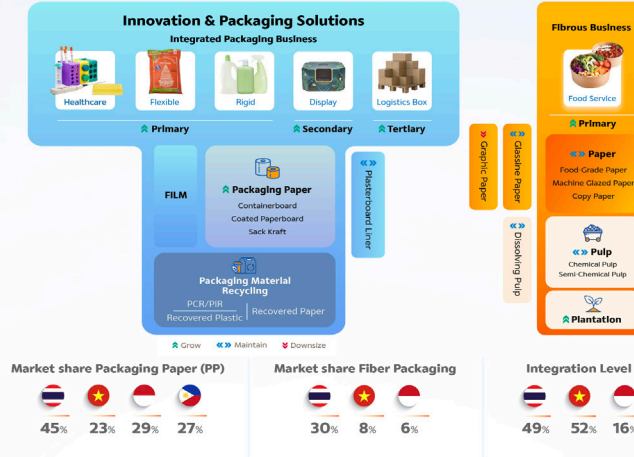 Innovation & Packaging Solutions
Integrated Packaging Business
Healthcare
Flexible
Rigid
Display
Logistics Box
Primary
Secondary
Tertiary
FILM
Packaging Paper
Containerboard
Coated Paperboard
Sack Kraft
Plasterboard Liner
Packaging Material
Recycling
PCR/PIR
Recovered Plastic
Recovered Paper
Grow
Maintain
Downsize
Graphic Paper
Glassine Paper
Dissolving Pulp
Fibrous Business
Food Service
Primary
Paper
Food-Grade Paper
Machine Glazed Paper
Copy Paper
Pulp
Chemical Pulp
Semi-Chemical Pulp
Plantation
Market share Packaging Paper (PP)
45% 23% 29% 27%
Market share Fiber Packaging
30% 8% 6%
Integration Level
49% 52% 16%